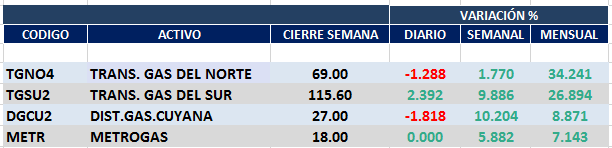 VARIACIÓN %
CODIGO ACTIVO CIERRE SEMANA DIARIO SEMANAL MENSUAL
TGNO4 TRANS. GAS DEL NORTE 69.00 -1.288 1.770 34.241
TGSU2 TRANS. GAS DEL SUR 115.60 2.392 9.886 26.894
DGCU2 DIST.GAS.CUYANA 27.00 -1.818 10.204 8.871
METR METROGAS 18.00 0.000 5.882 7.143